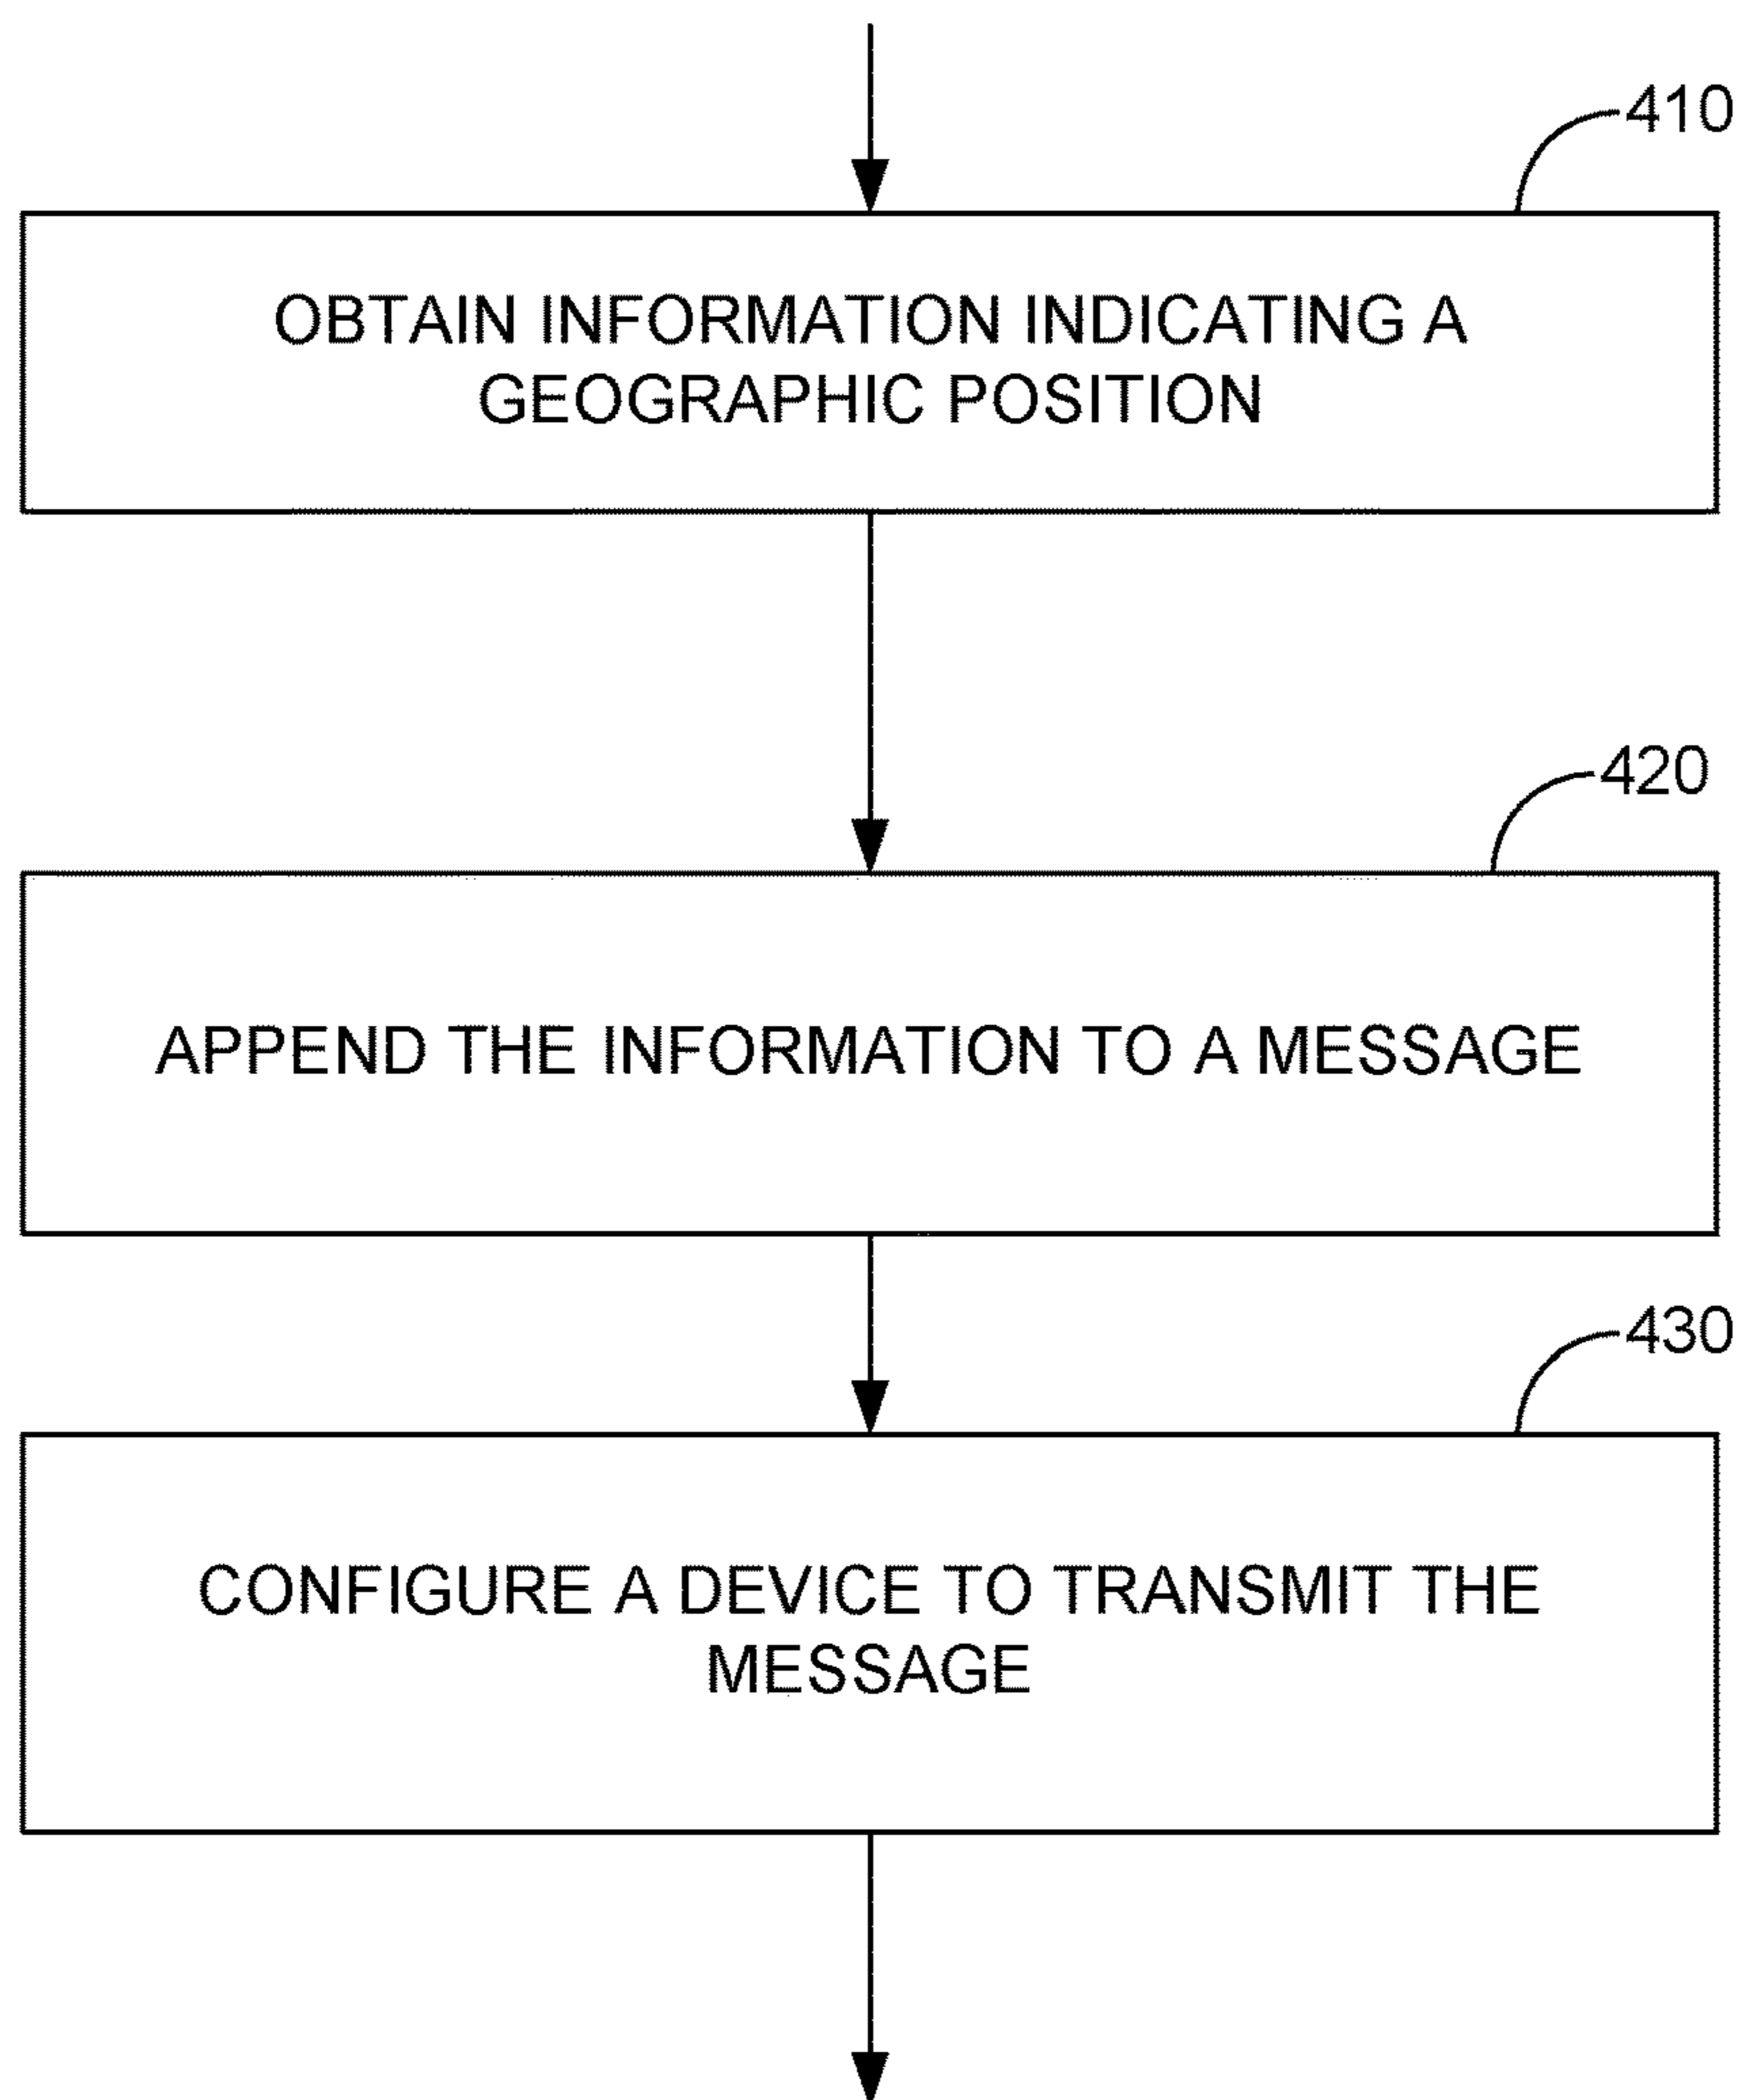 410
OBTAIN INFORMATION INDICATING A
GEOGRAPHIC POSITION
420
APPEND THE INFORMATION TO A MESSAGE
430
CONFIGURE A DEVICE TO TRANSMIT THE
MESSAGE